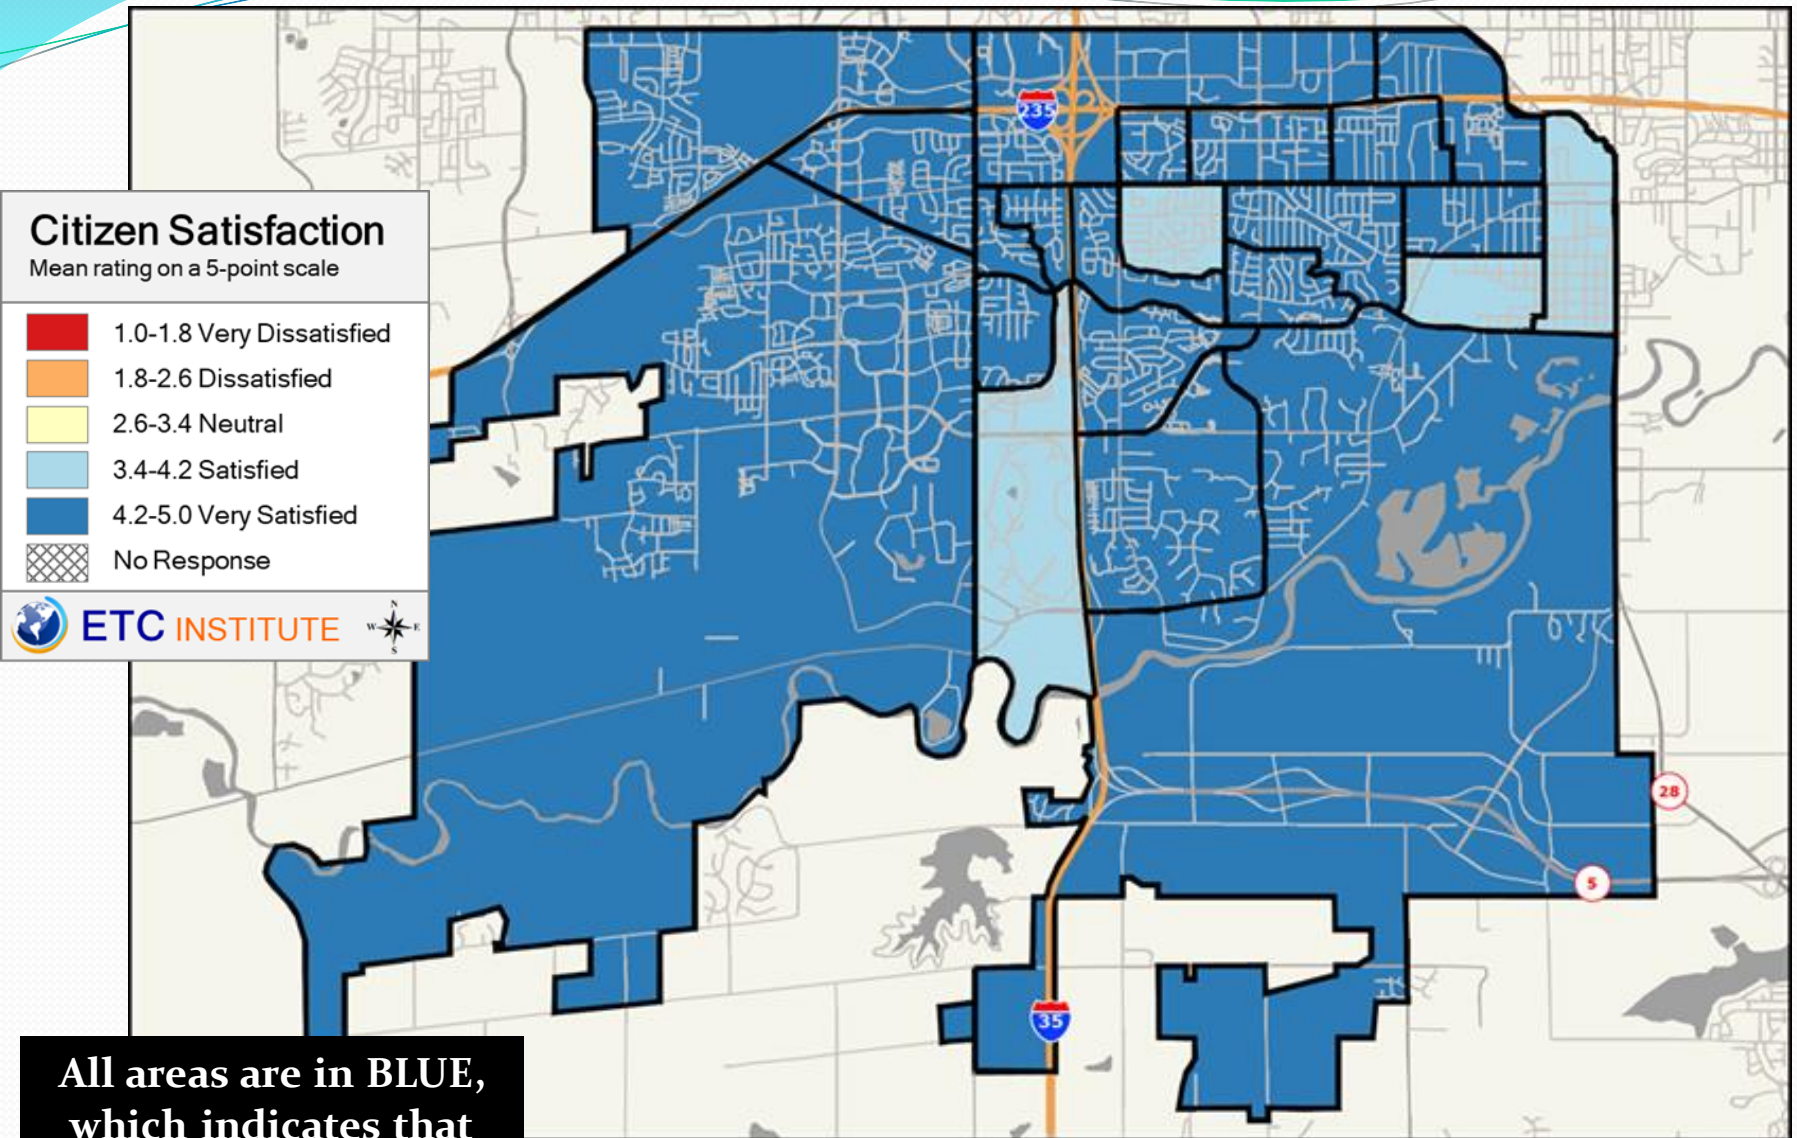 235
Citizen Satisfaction
Mean rating on a 5-point scale
1.0-1.8 Very Dissatisfied
1.8-2.6 Dissatisfied
2.6-3.4 Neutral
3.4-4.2 Satisfied
4.2-5.0 Very Satisfied
No Response
ETC INSTITUTE
N
W E
S
28
5
35
All areas are in BLUE,
which indicates that